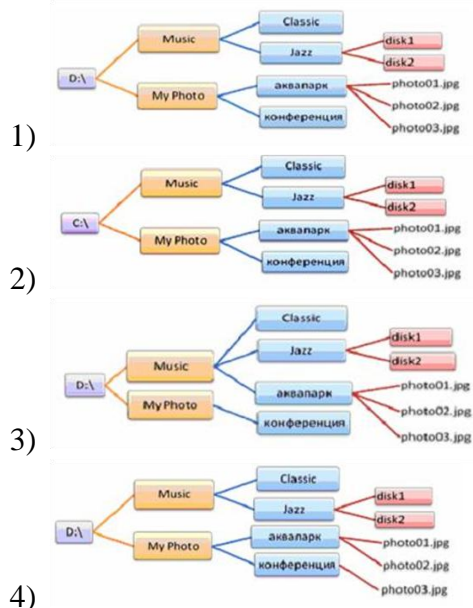 Classic
Music
Jazz
disk1
disk2
D:\
My Photo
аквапарк
photo01.jpg
photo02.jpg
photo03.jpg
конференция
1)
Classic
Music
Jazz
disk1
disk2
C:\
My Photo
аквапарк
photo01.jpg
photo02.jpg
photo03.jpg
конференция
2)
Classic
Music
Jazz
disk1
disk2
D:\
My Photo
аквапарк
photo01.jpg
photo02.jpg
photo03.jpg
конференция
3)
Classic
Music
Jazz
disk1
disk2
D:\
My Photo
аквапарк
photo01.jpg
photo02.jpg
конференция
photo03.jpg
4)